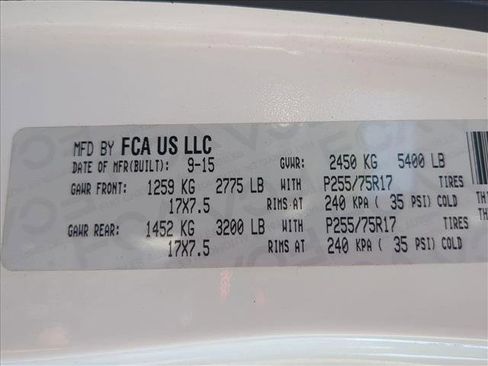 MFD BY FCA US LLC
DATE OF MFR(BUILT): 9-15 GVWR: 2450 KG 5400 LB
GAWR FRONT: 1259 KG 2775 LB WITH P255/75R17 TIRES
17X7.5 RIMS AT 240 KPA ( 35 PSI) COLD
GAWR REAR: 1452 KG 3200 LB WITH P255/75R17 TIRES
17X7.5 RIMS AT 240 KPA ( 35 PSI) COLD